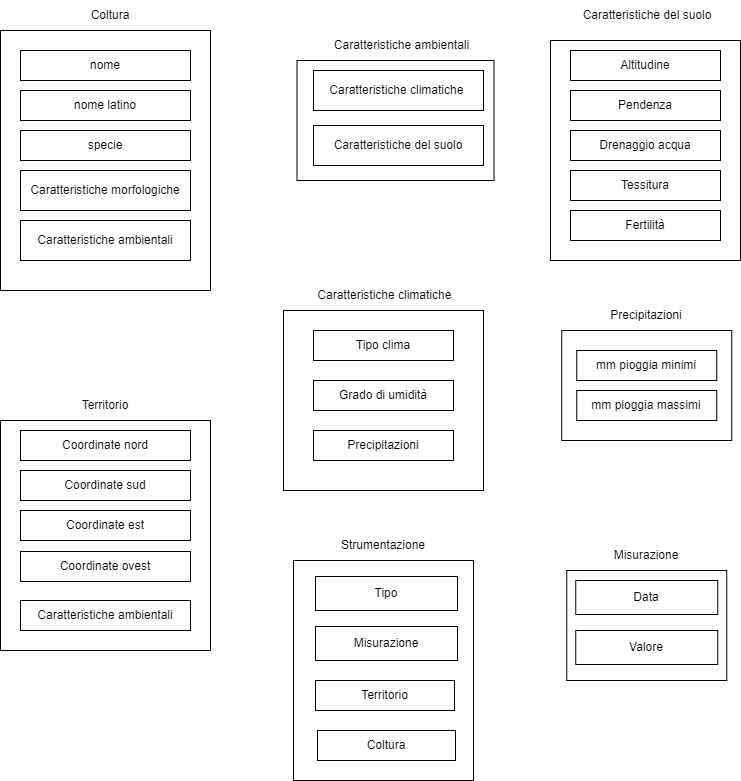 Coltura
nome
nome latino
specie
Caratteristiche morfologiche
Caratteristiche ambientali
Caratteristiche ambientali
Caratteristiche climatiche
Caratteristiche del suolo
Caratteristiche del suolo
Altitudine
Pendenza
Drenaggio acqua
Tessitura
Fertilità
Caratteristiche climatiche
Tipo clima
Grado di umidità
Precipitazioni
Precipitazioni
mm pioggia minimi
mm pioggia massimi
Territorio
Coordinate nord
Coordinate sud
Coordinate est
Coordinate ovest
Caratteristiche ambientali
Strumentazione
Tipo
Misurazione
Territorio
Coltura
Misurazione
Data
Valore